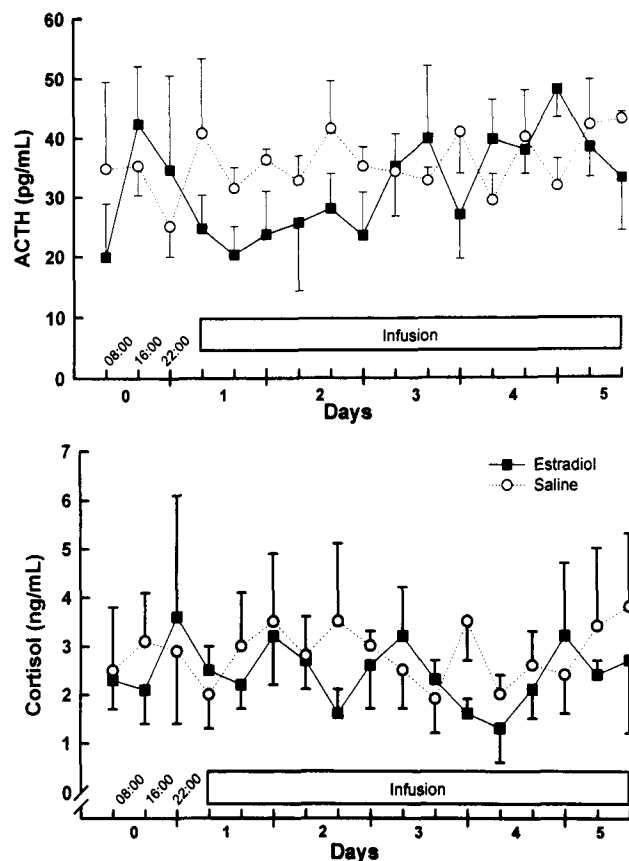 60
50
40
30
20
10
0
ACTH (pg/mL)
08:00
16:00
22:00
Infusion
0 1 2 3 4 5
Days
7
6
5
4
3
2
1
0
Cortisol (ng/mL)
Estradiol
Saline
08:00
16:00
22:00
Infusion
0 1 2 3 4 5
Days